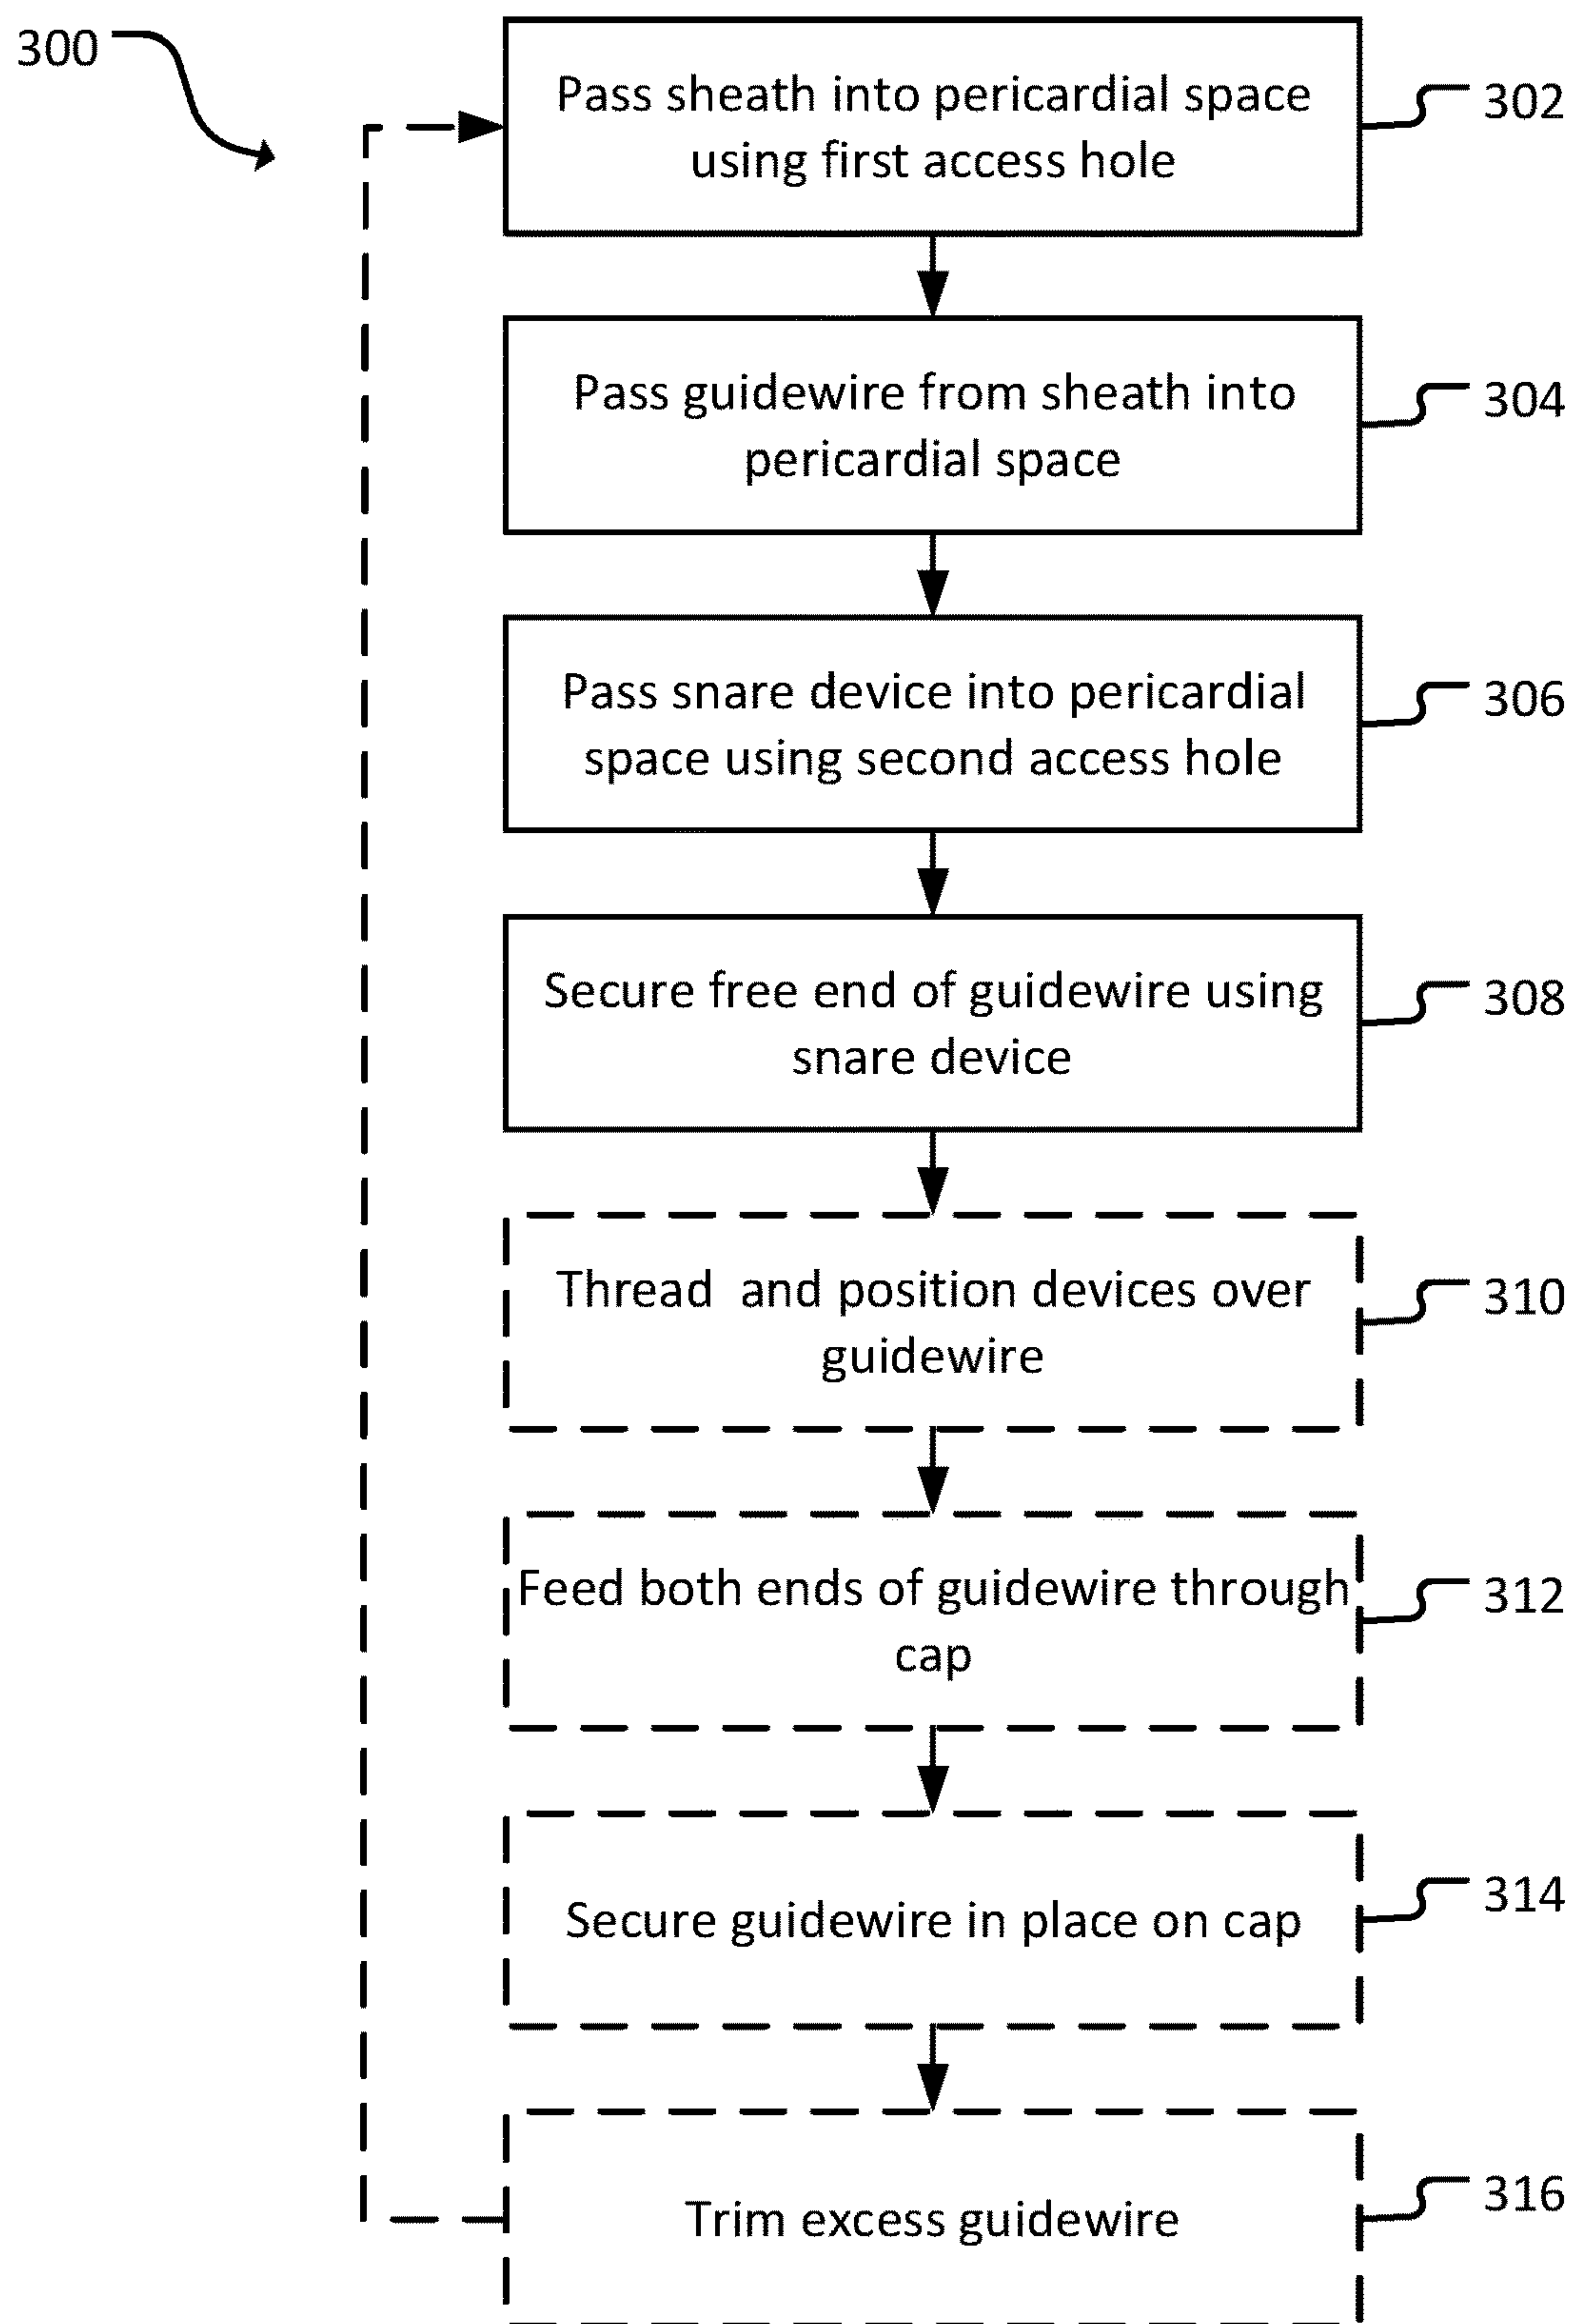 300
Pass sheath into pericardial space
using first access hole
302
Pass guidewire from sheath into
pericardial space
304
Pass snare device into pericardial
space using second access hole
306
Secure free end of guidewire using
snare device
308
Thread and position devices over
guidewire
310
Feed both ends of guidewire through
cap
312
Secure guidewire in place on cap
314
Trim excess guidewire
316